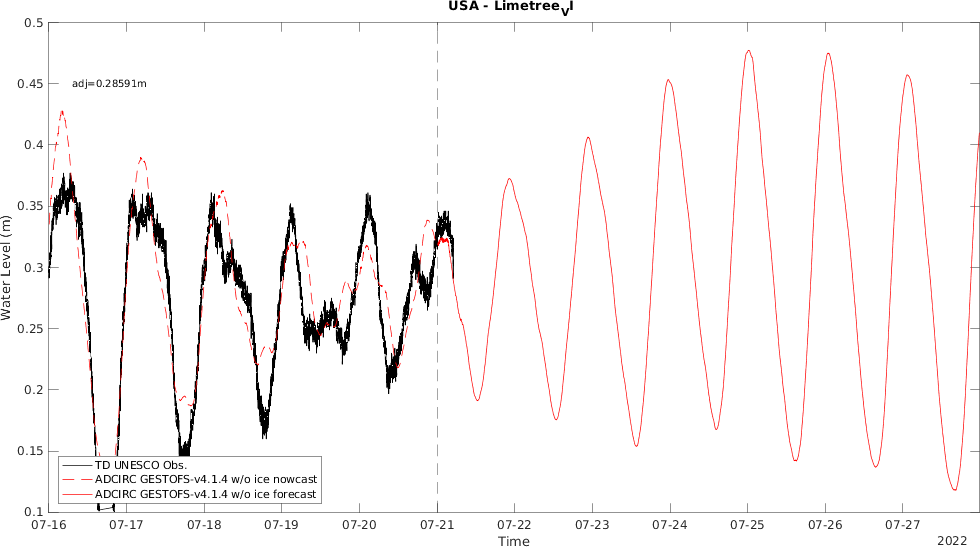 USA - Limetree_VI
0.5
0.45
0.4
0.35
0.3
0.25
0.2
0.15
0.1
Water Level (m)
adj=0.28591m
TD UNESCO Obs.
ADCIRC GESTOFS-v4.1.4 w/o ice nowcast
ADCIRC GESTOFS-v4.1.4 w/o ice forecast
07-16 07-17 07-18 07-19 07-20 07-21 07-22 07-23 07-24 07-25 07-26 07-27
Time
2022